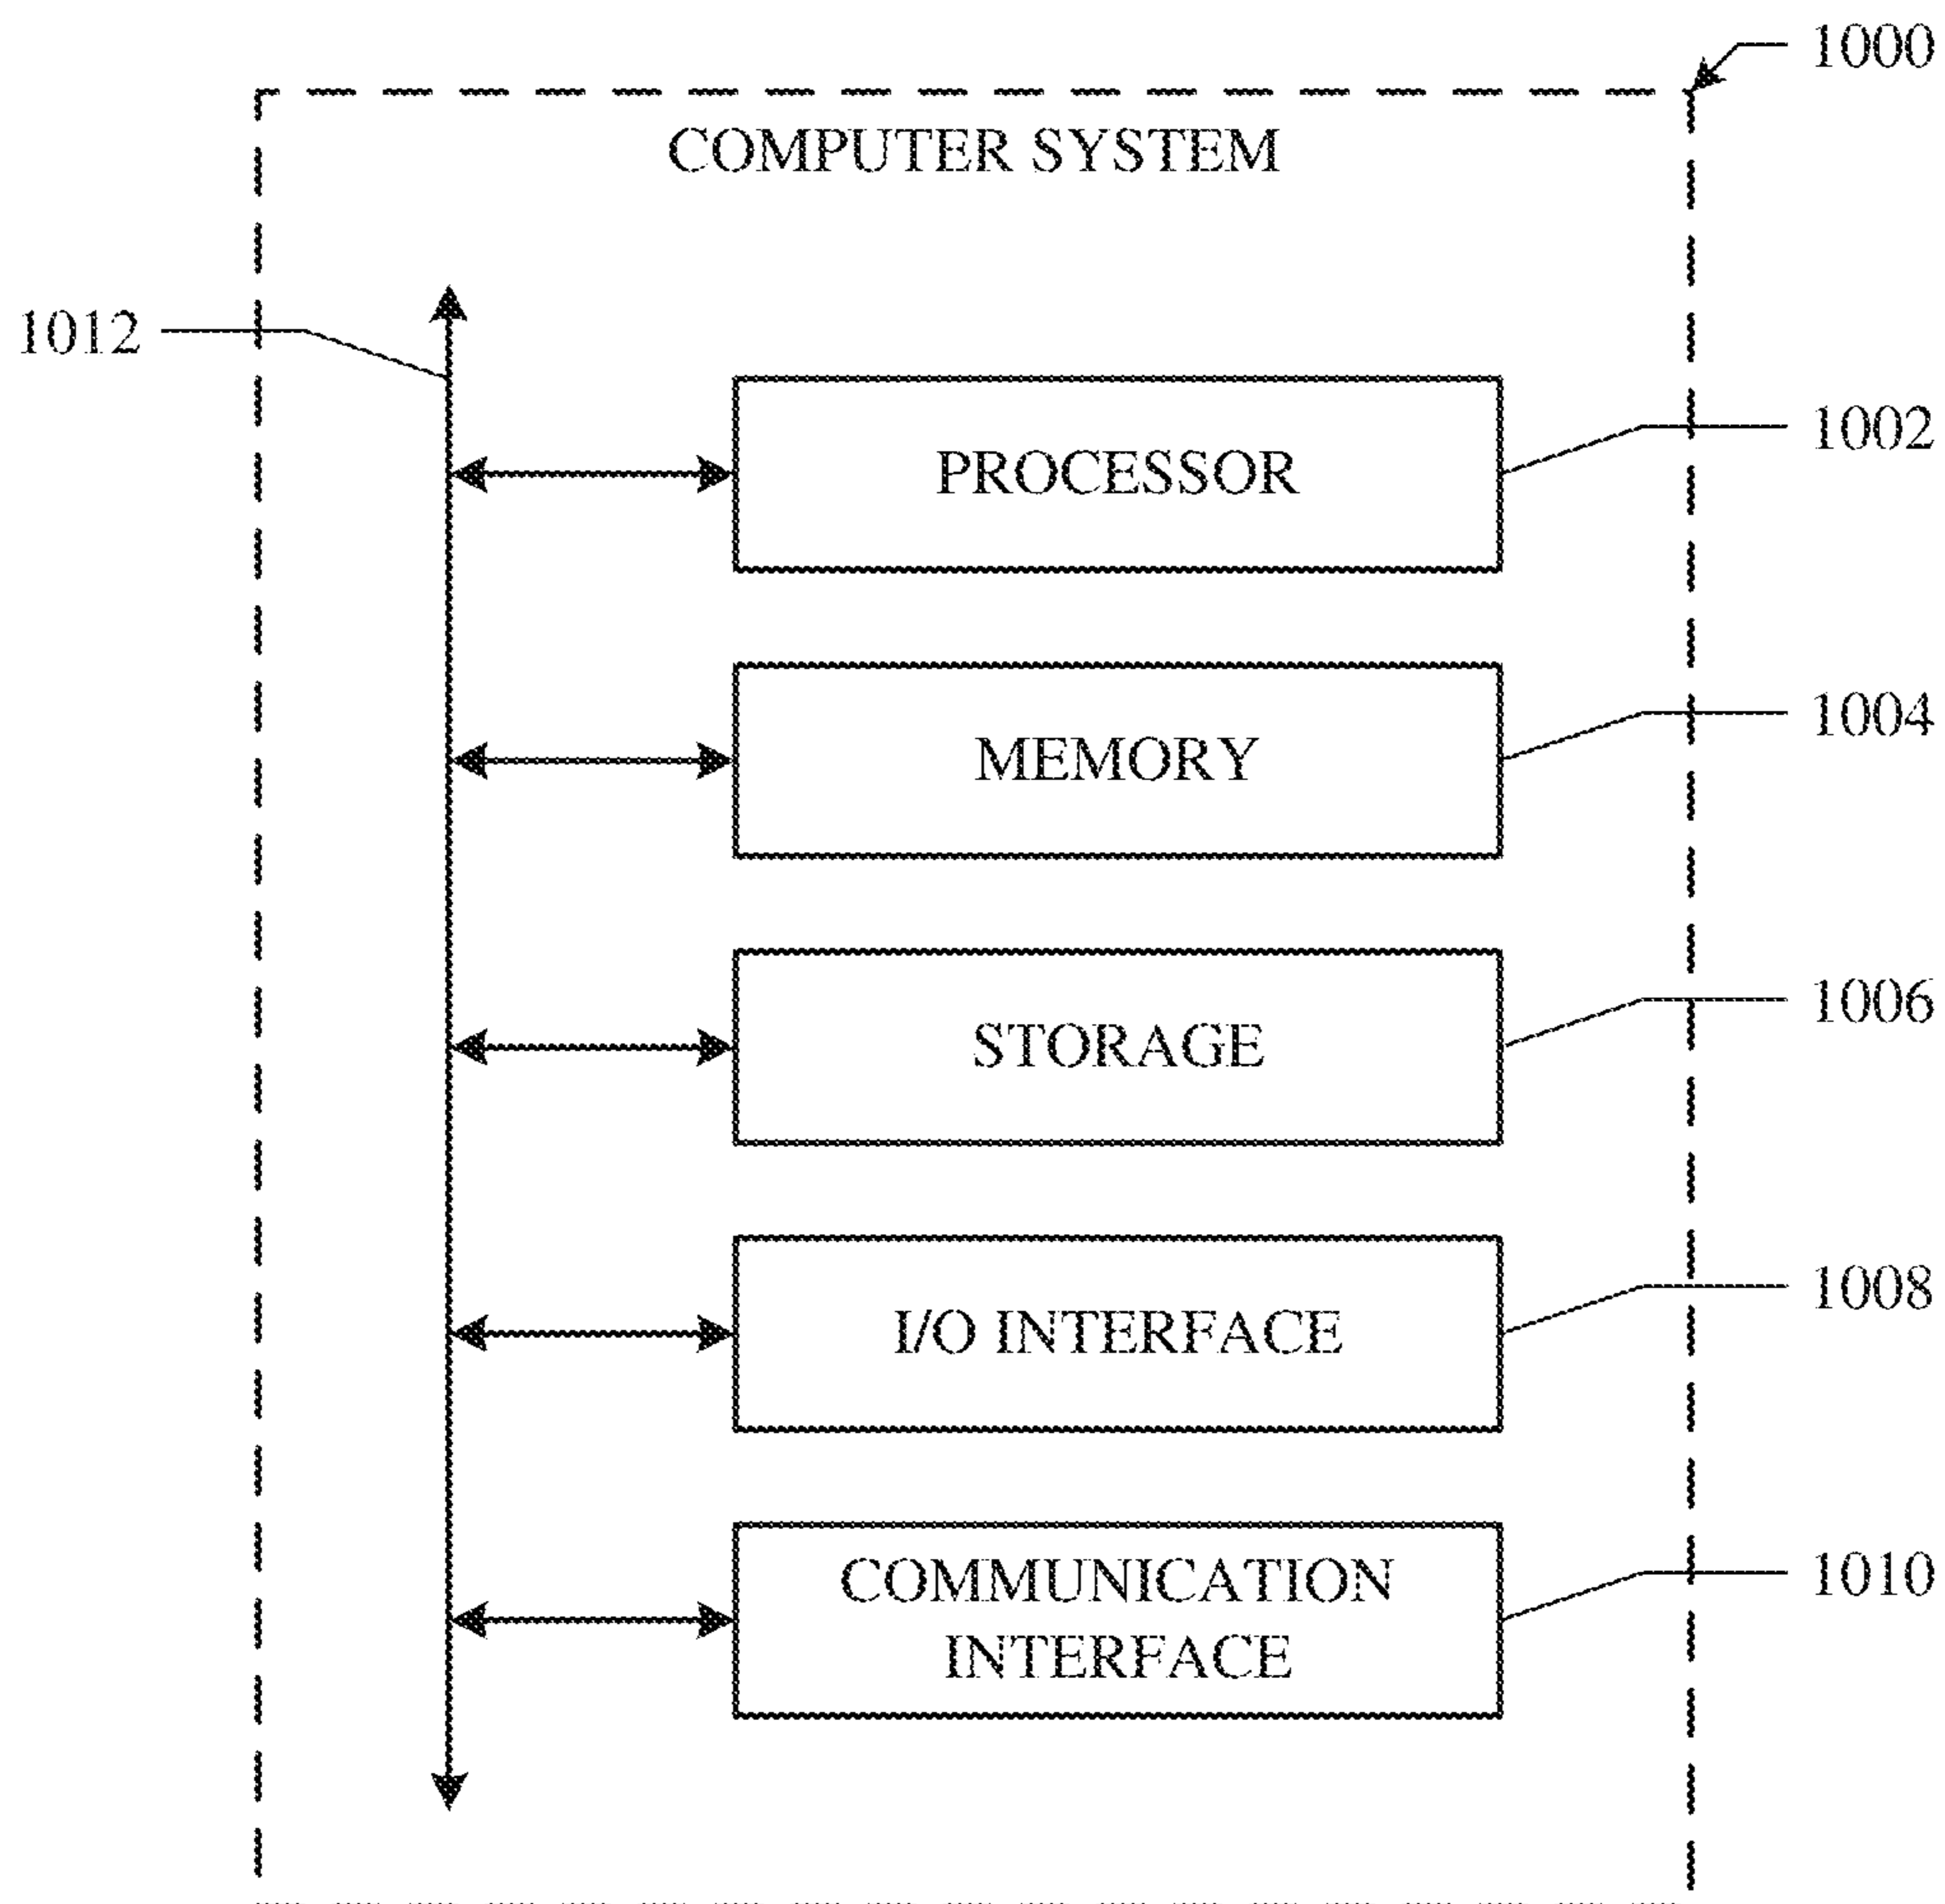 1000
COMPUTER SYSTEM
1012
PROCESSOR
1002
MEMORY
1004
STORAGE
1006
I/O INTERFACE
1008
COMMUNICATION
INTERFACE
1010